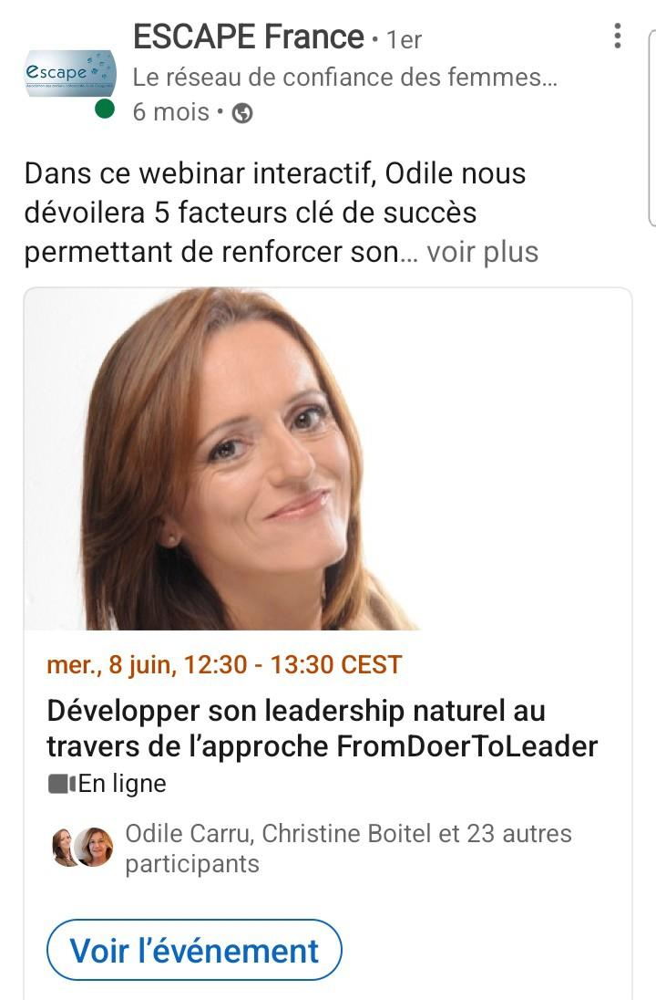 ESCAPE France • 1er
escape
Le réseau de confiance des femmes...
6 mois •
Dans ce webinar interactif, Odile nous
dévoilera 5 facteurs clé de succès
permettant de renforcer son... voir plus
mer., 8 juin, 12:30 - 13:30 CEST
Développer son leadership naturel au
travers de l’approche FromDoerToLeader
En ligne
Odile Carru, Christine Boitel et 23 autres
participants
Voir l’événement